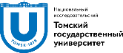 Национальный
исследовательский
Томский
государственный
университет